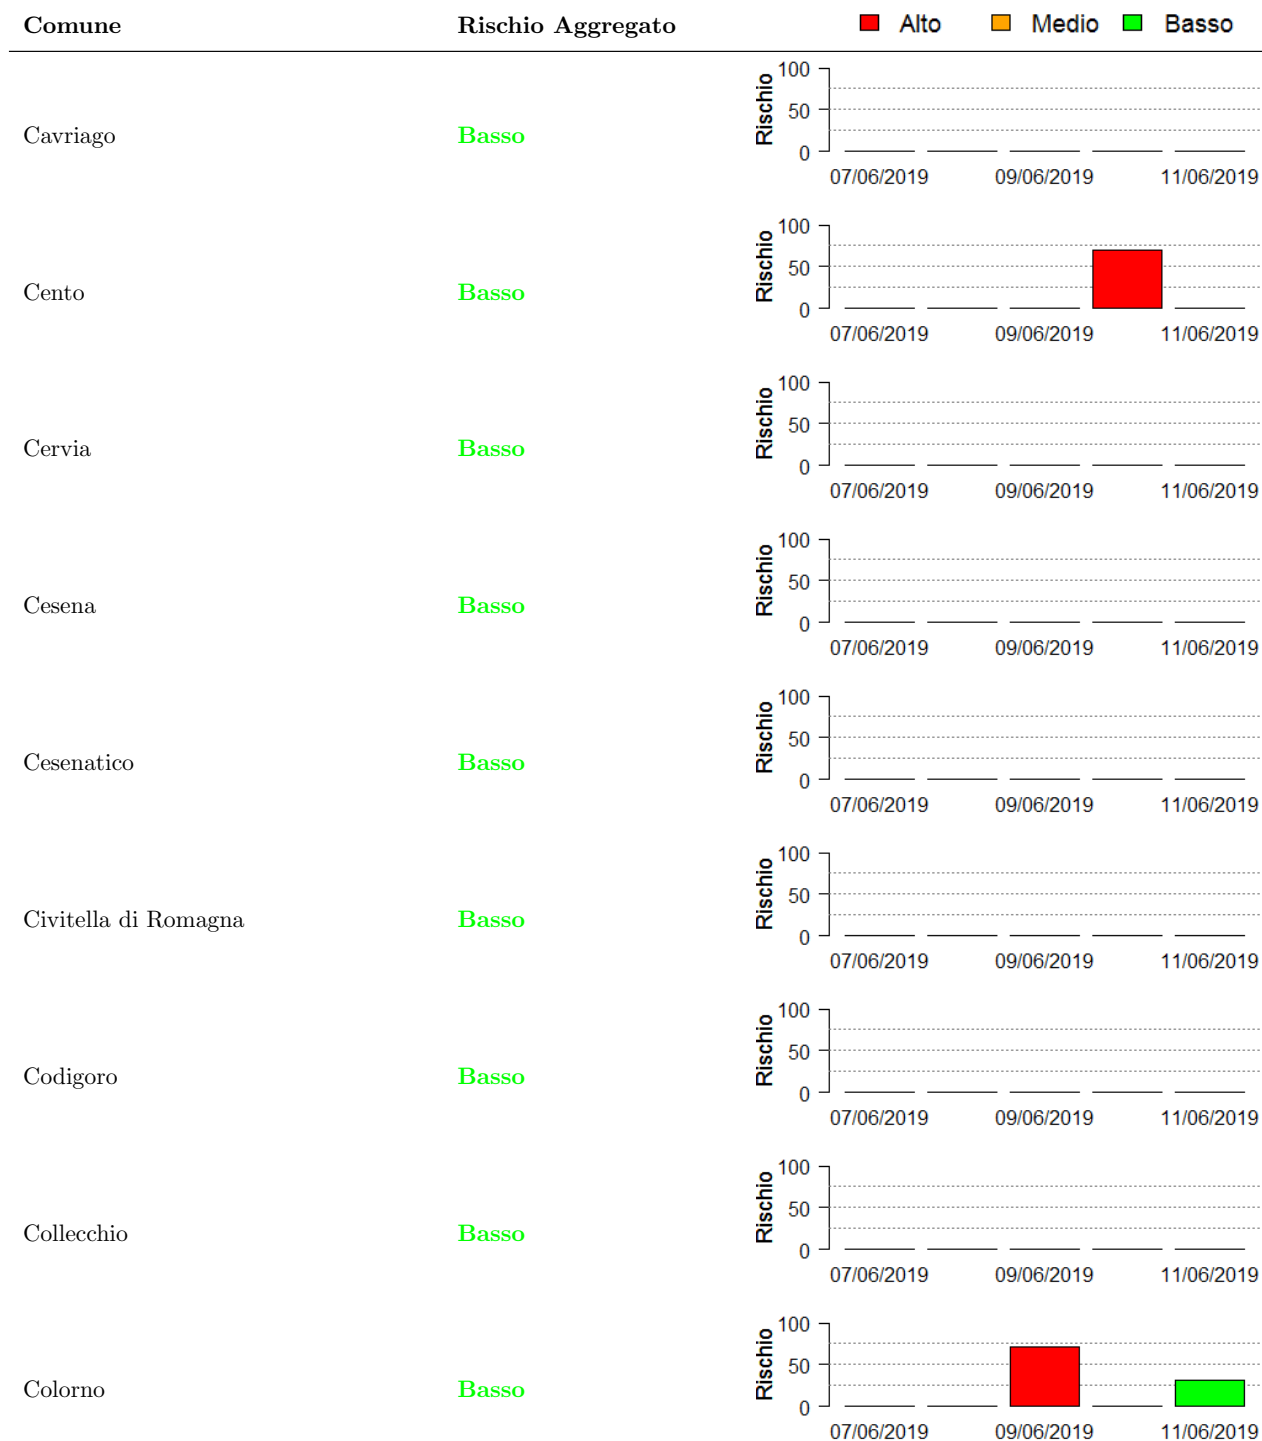 Comune Rischio Aggregato Alto Medio Basso
Cavriago Basso Rischio 100 50 0
07/06/2019 09/06/2019 11/06/2019
Cento Basso Rischio 100 50 0
07/06/2019 09/06/2019 11/06/2019
Cervia Basso Rischio 100 50 0
07/06/2019 09/06/2019 11/06/2019
Cesena Basso Rischio 100 50 0
07/06/2019 09/06/2019 11/06/2019
Cesenatico Basso Rischio 100 50 0
07/06/2019 09/06/2019 11/06/2019
Civitella di Romagna Basso Rischio 100 50 0
07/06/2019 09/06/2019 11/06/2019
Codigoro Basso Rischio 100 50 0
07/06/2019 09/06/2019 11/06/2019
Collecchio Basso Rischio 100 50 0
07/06/2019 09/06/2019 11/06/2019
Colorno Basso Rischio 100 50 0
07/06/2019 09/06/2019 11/06/2019